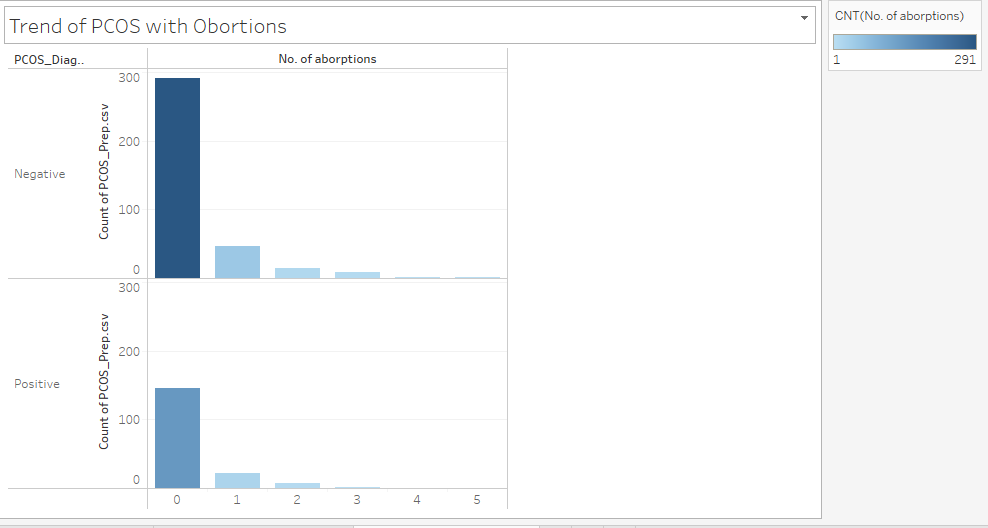 Trend of PCOS with Obortions
CNT(No. of aborptions)
1
291
PCOS_Diag..
No. of aborptions
Negative
Count of PCOS_Prep.csv
300
200
100
0
Positive
Count of PCOS_Prep.csv
300
200
100
0
0
1
2
3
4
5